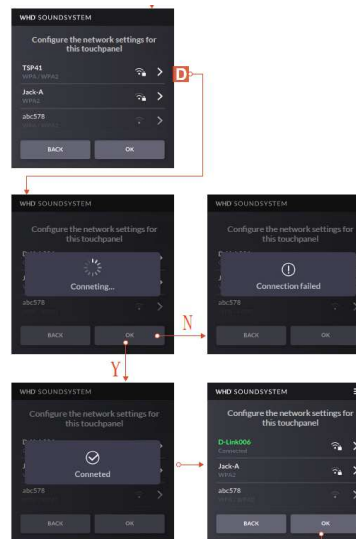 WHD SOUNDSYSTEM
Configure the network settings for
this touchpanel
TSP41
WPA / WPA2
Jack-A
WPA2
abc578
BACK OK
D
WHD SOUNDSYSTEM
Configure the network settings for
this touchpanel
Conneting...
abc578
BACK OK
N
WHD SOUNDSYSTEM
Configure the network settings for
this touchpanel
Connection failed
abc578
BACK OK
Y
WHD SOUNDSYSTEM
Configure the network settings for
this touchpanel
Conneted
abc578
BACK OK
WHD SOUNDSYSTEM
Configure the network settings for
this touchpanel
D-Link006
Connected
Jack-A
WPA2
abc578
BACK OK